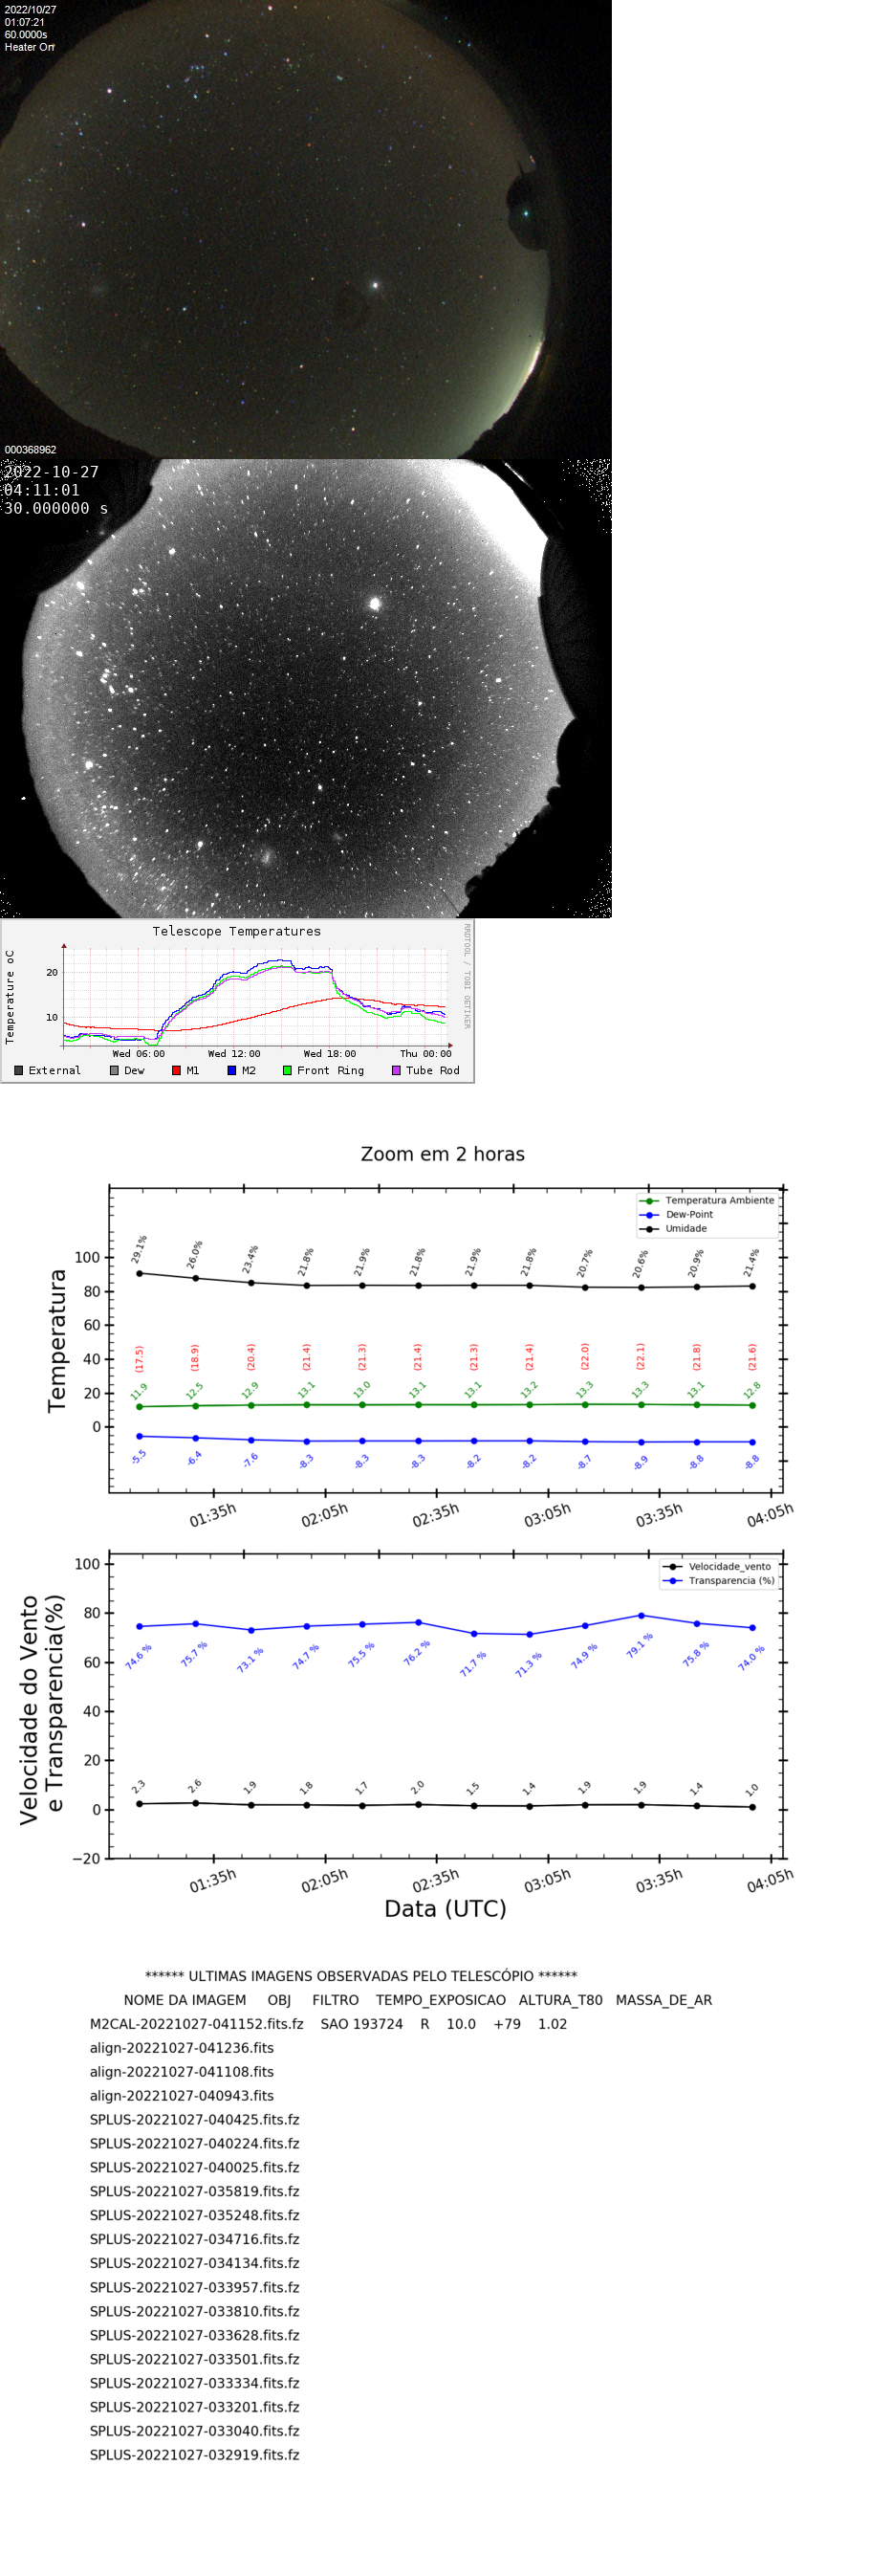 2022/10/27
01:07:21
60.0000s
Heater Off
000368962
2022-10-27
04:11:01
30.000000 s
Telescope Temperatures
Temperature oC
20
10
Wed 06:00 Wed 12:00 Wed 18:00 Thu 00:00
External Dew M1 M2 Front Ring Tube Rod
RRDTOOL / TOBI OETIKER
Zoom em 2 horas
Temperatura
Temperatura Ambiente
Dew-Point
Umidade
100
80
60
40
20
0
29.1% 26.0% 23.4% 21.8% 21.9% 21.8% 21.9% 21.8% 20.7% 20.6% 20.9% 21.4%
(17.5) (18.9) (20.4) (21.4) (21.3) (21.4) (21.3) (21.4) (22.0) (22.1) (21.8) (21.6)
11.9 12.5 12.9 13.1 13.0 13.1 13.1 13.2 13.3 13.3 13.1 12.8
-5.5 -6.4 -7.6 -8.3 -8.3 -8.3 -8.2 -8.2 -8.7 -8.9 -8.8 -8.8
01:35h 02:05h 02:35h 03:05h 03:35h 04:05h
Velocidade do Vento
e Transparencia(%)
Velocidade_vento
Transparencia (%)
100
80
60
40
20
0
−20
74.6 % 75.7 % 73.1 % 74.7 % 75.5 % 76.2 % 71.7 % 71.3 % 74.9 % 79.1 % 75.8 % 74.0 %
2.3 2.6 1.9 1.8 1.7 2.0 1.5 1.4 1.9 1.9 1.4 1.0
01:35h 02:05h 02:35h 03:05h 03:35h 04:05h
Data (UTC)
****** ULTIMAS IMAGENS OBSERVADAS PELO TELESCÓPIO ******
NOME DA IMAGEM OBJ FILTRO TEMPO_EXPOSICAO ALTURA_T80 MASSA_DE_AR
M2CAL-20221027-041152.fits.fz SAO 193724 R 10.0 +79 1.02
align-20221027-041236.fits
align-20221027-041108.fits
align-20221027-040943.fits
SPLUS-20221027-040425.fits.fz
SPLUS-20221027-040224.fits.fz
SPLUS-20221027-040025.fits.fz
SPLUS-20221027-035819.fits.fz
SPLUS-20221027-035248.fits.fz
SPLUS-20221027-034716.fits.fz
SPLUS-20221027-034134.fits.fz
SPLUS-20221027-033957.fits.fz
SPLUS-20221027-033810.fits.fz
SPLUS-20221027-033628.fits.fz
SPLUS-20221027-033501.fits.fz
SPLUS-20221027-033334.fits.fz
SPLUS-20221027-033201.fits.fz
SPLUS-20221027-033040.fits.fz
SPLUS-20221027-032919.fits.fz